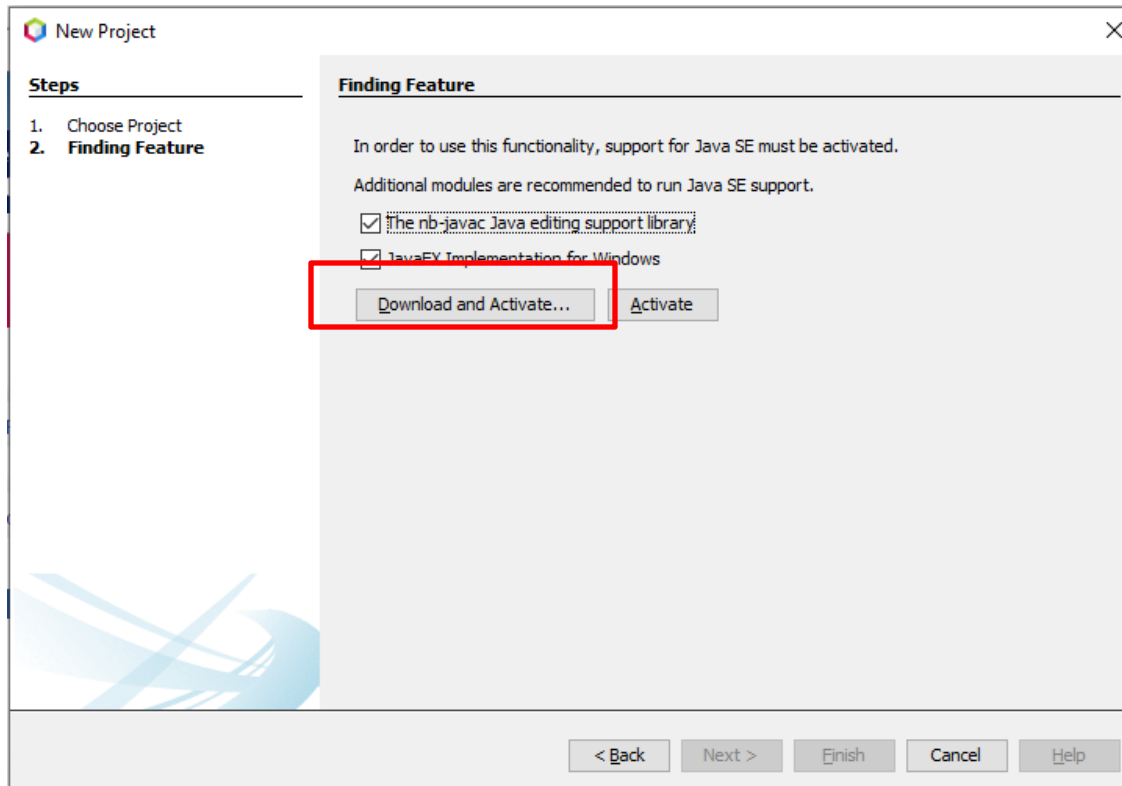 New Project
Steps
1. Choose Project
2. Finding Feature
Finding Feature
In order to use this functionality, support for Java SE must be activated.
Additional modules are recommended to run Java SE support.
The nb-javac Java editing support library
JavaFX Implementation for Windows
Download and Activate...
Activate
< Back
Next >
Finish
Cancel
Help